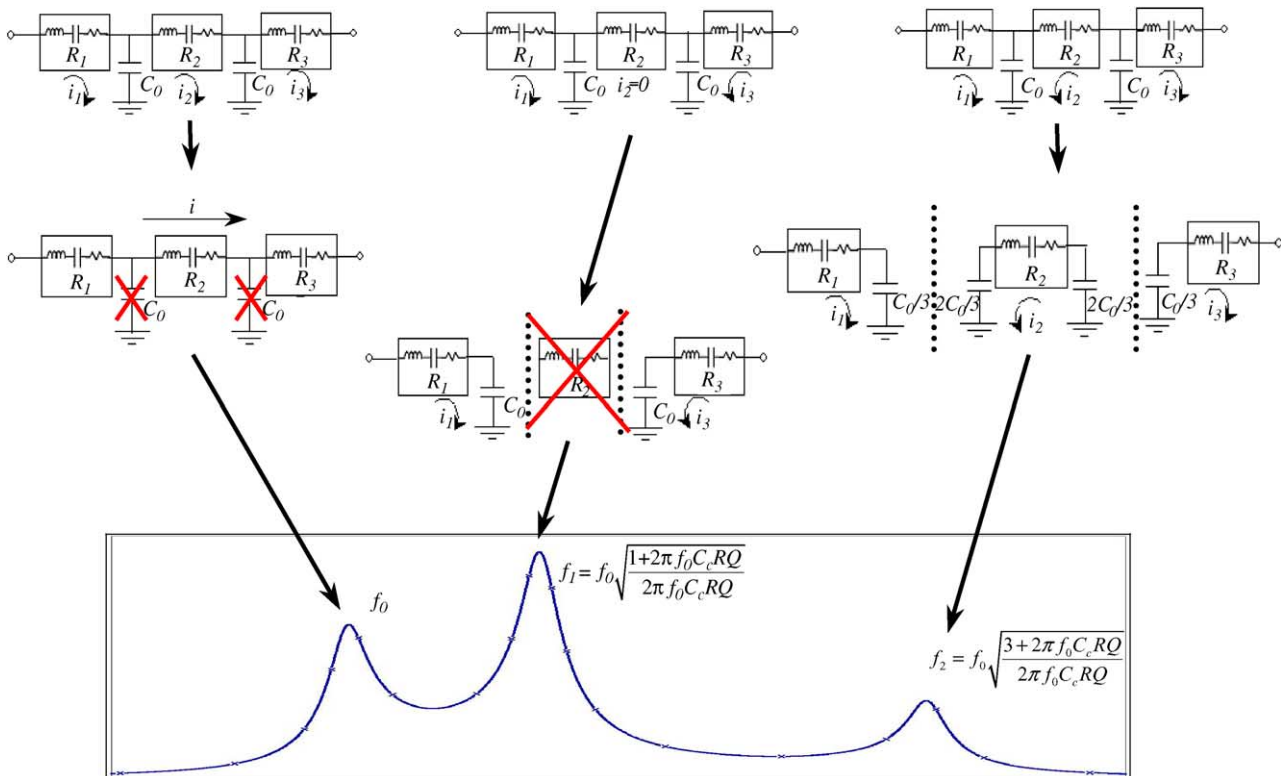 R1 R2 R3 R1 R2 R3 R1 R2 R3
i1 C0 i2 C0 i3 i1 C0 i2=0 C0 i3 i1 C0 i2 C0 i3
i
R1 R2 R3
C0 C0
R1 R2 R3
i1 C0/3 2C0/3 i2 2C0/3 C0/3 i3
R1 R2 R3
i1 C0 C0 i3
f1 = f0 √((1+2π f0 Cc RQ)/(2π f0 Cc RQ))
f0
f2 = f0 √((3+2π f0 Cc RQ)/(2π f0 Cc RQ))